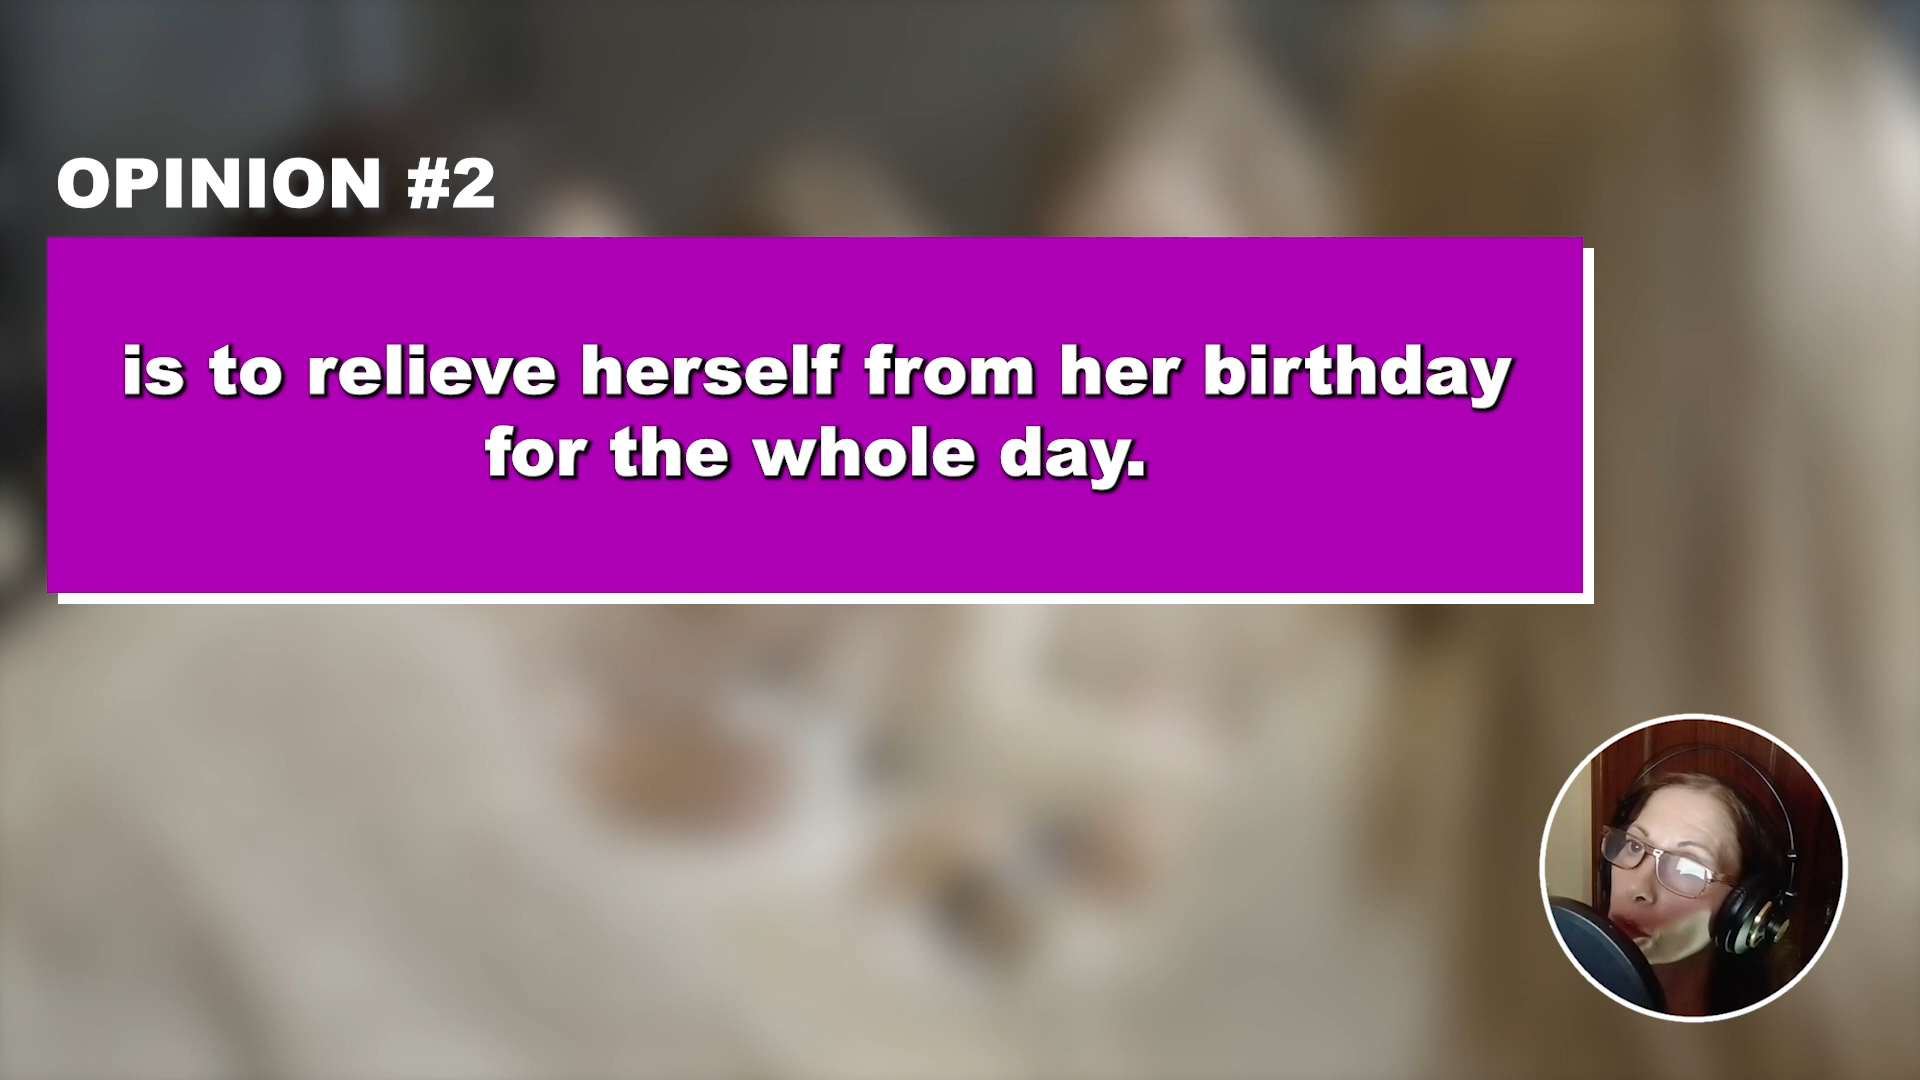 OPINION #2
is to relieve herself from her birthday
for the whole day.